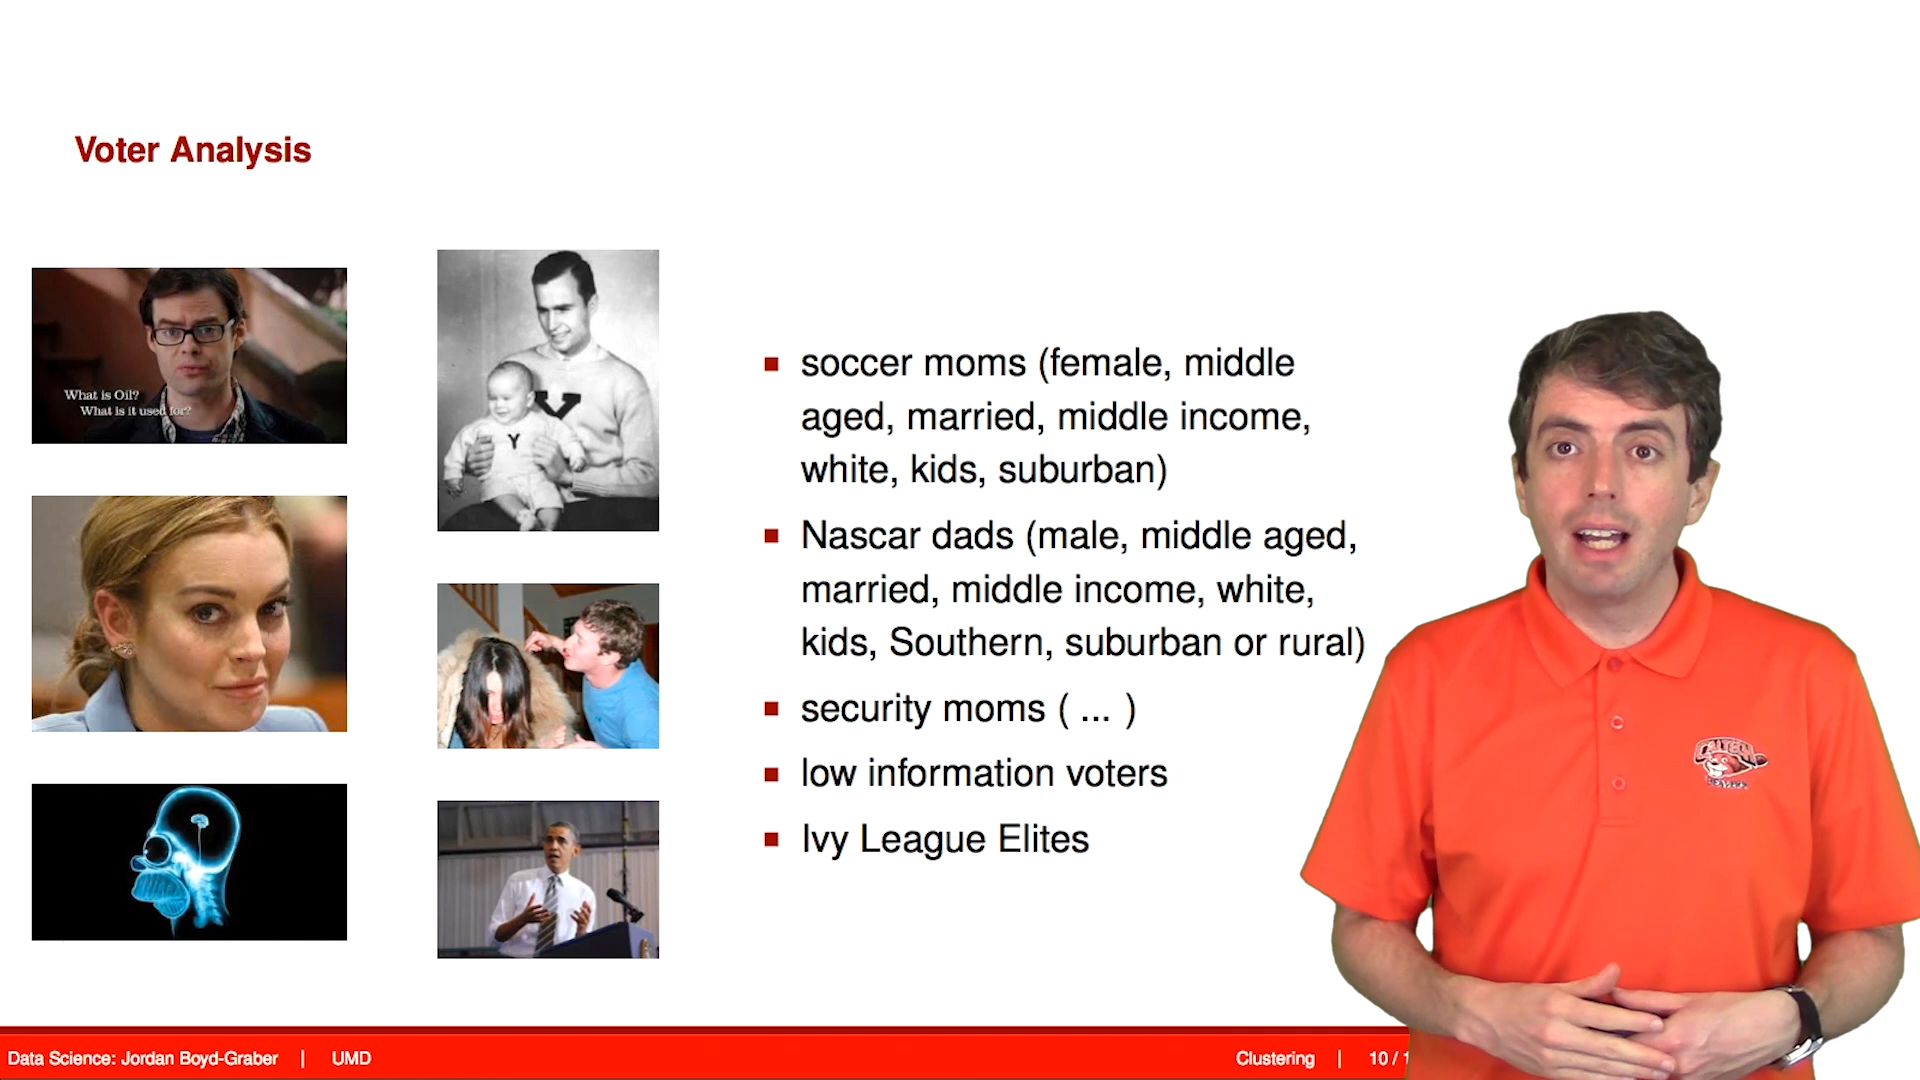 Voter Analysis
What is Oil?
What is it used for?
Y
Y
■ soccer moms (female, middle
aged, married, middle income,
white, kids, suburban)
■ Nascar dads (male, middle aged,
married, middle income, white,
kids, Southern, suburban or rural)
■ security moms ( ... )
■ low information voters
■ Ivy League Elites
CALTECH
Data Science: Jordan Boyd-Graber | UMD
Clustering | 10 / 1